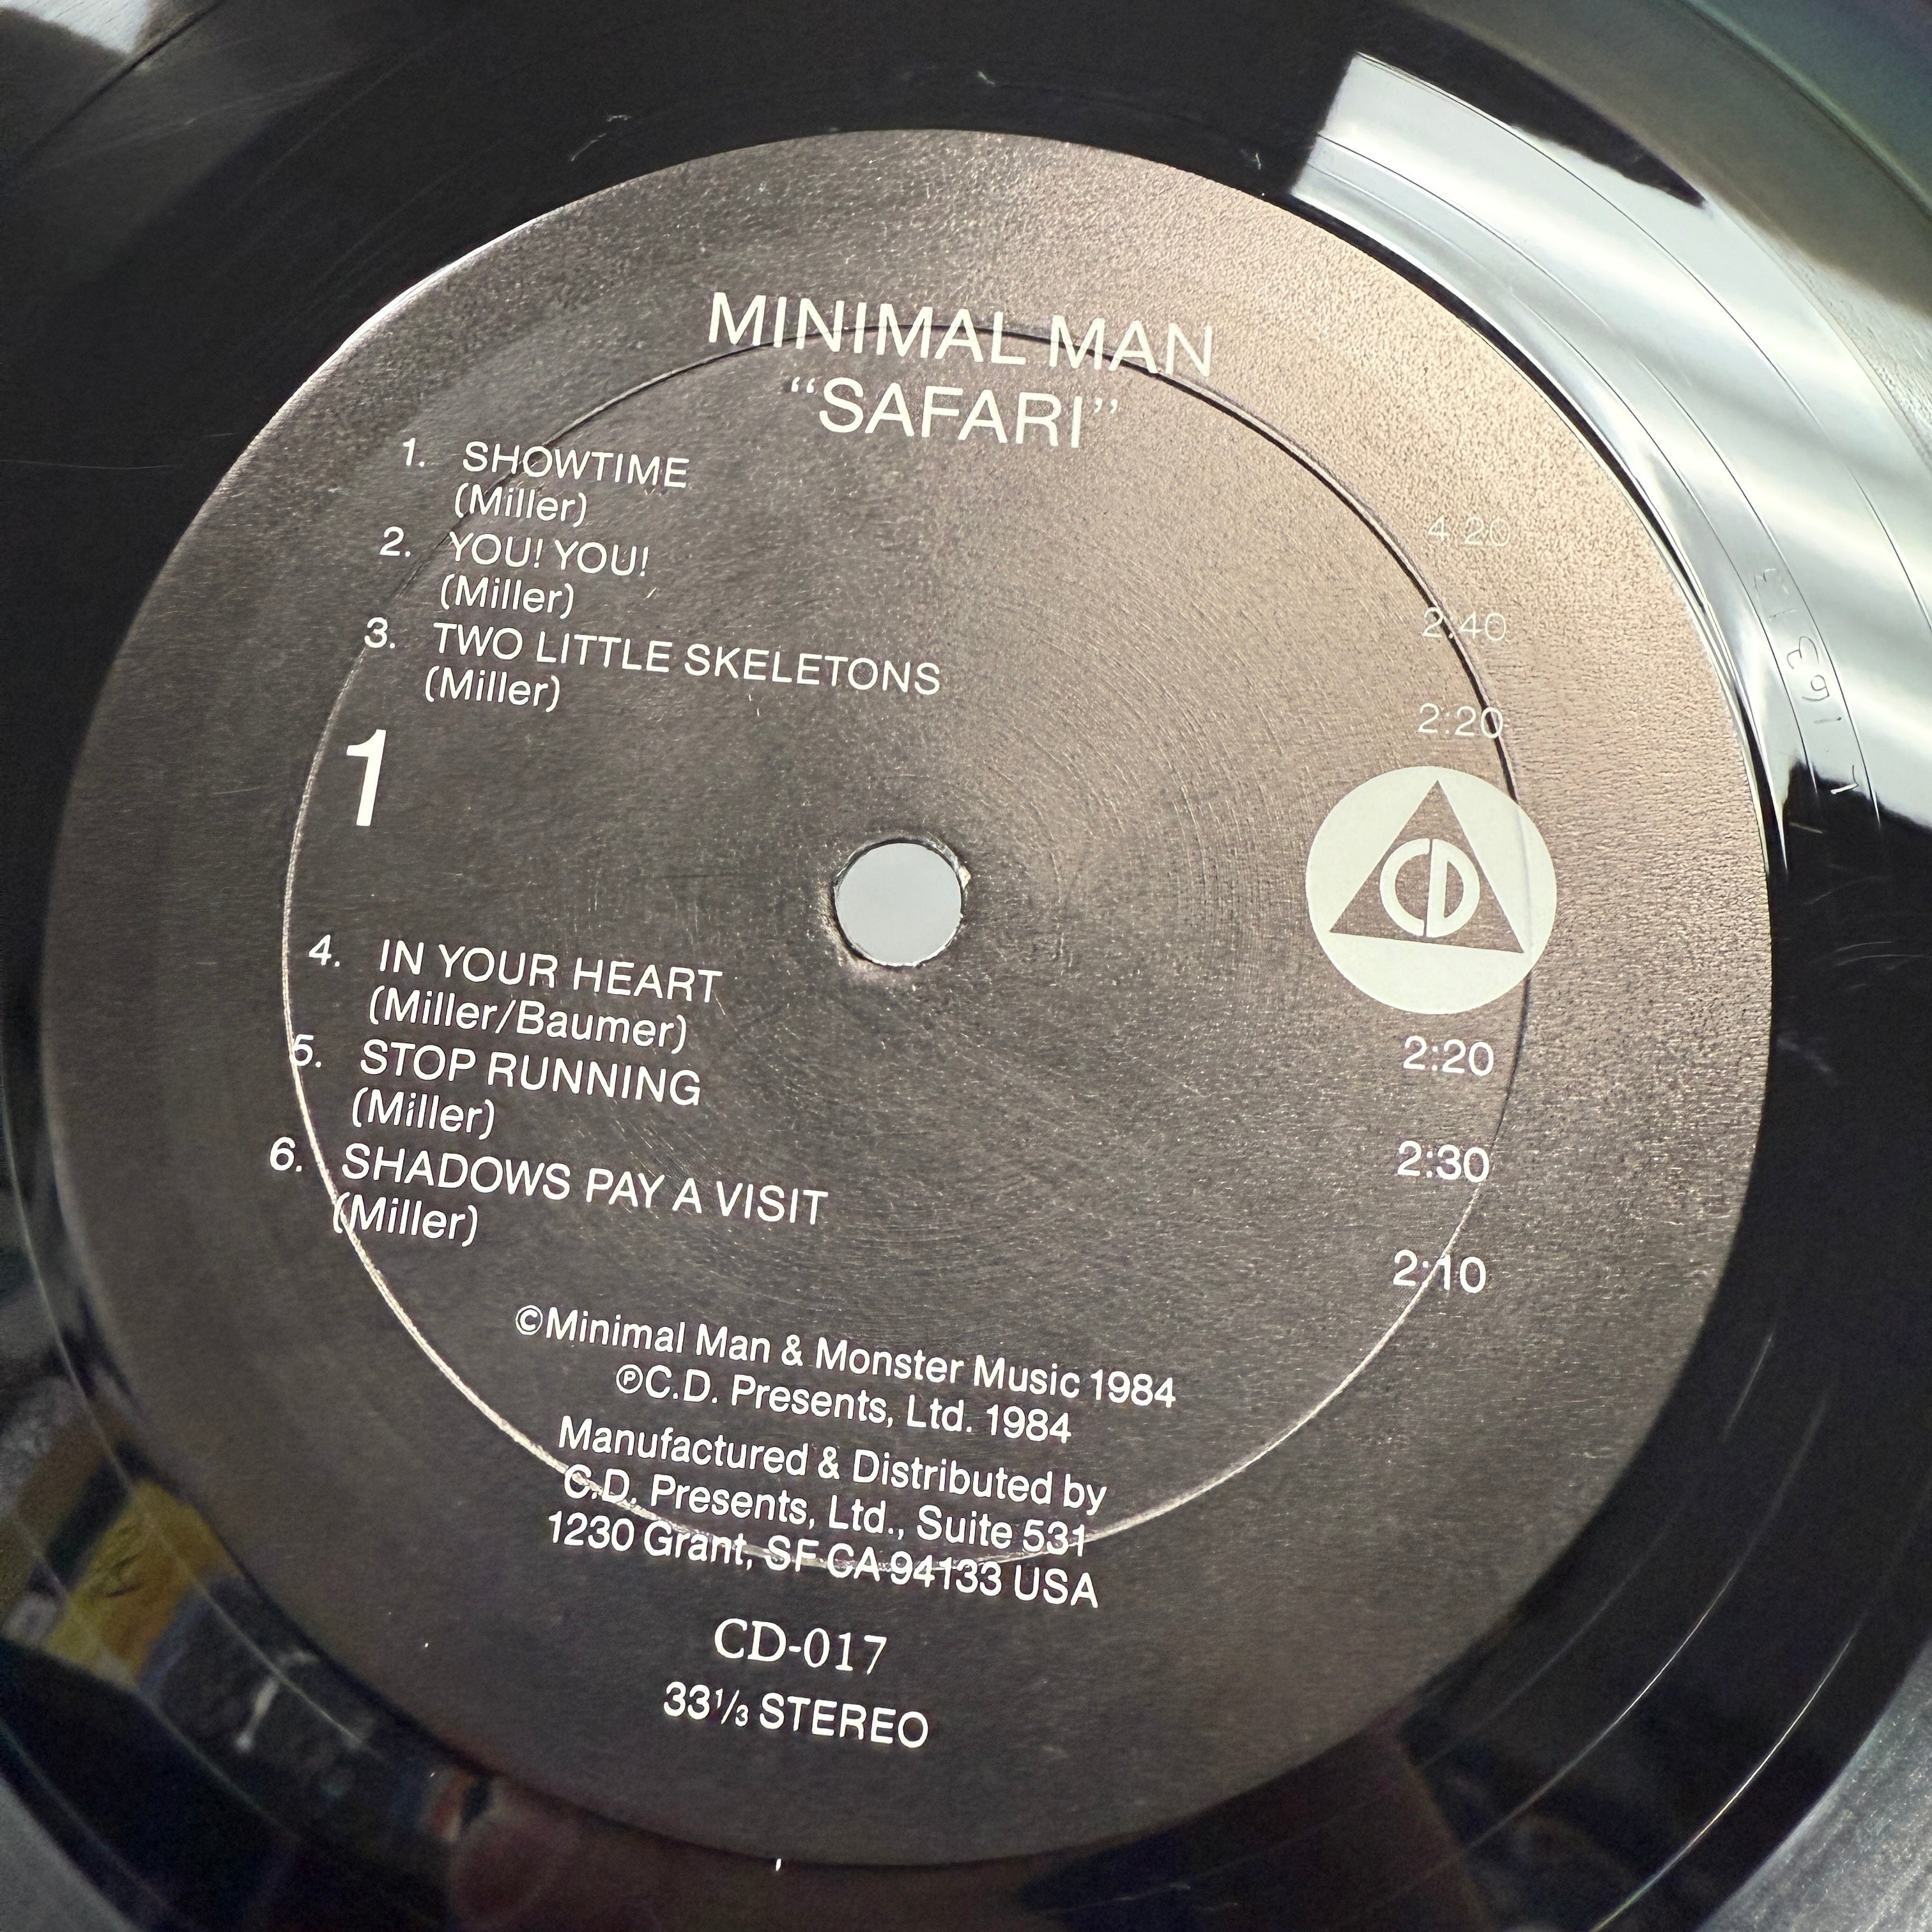 MINIMAL MAN
“SAFARI”
1. SHOWTIME 4:20
(Miller)
2. YOU! YOU! 2:40
(Miller)
3. TWO LITTLE SKELETONS 2:20
(Miller)
1
CD
4. IN YOUR HEART 2:20
(Miller/Baumer)
5. STOP RUNNING 2:30
(Miller)
6. SHADOWS PAY A VISIT 2:10
(Miller)
©Minimal Man & Monster Music 1984
℗C.D. Presents, Ltd. 1984
Manufactured & Distributed by
C.D. Presents, Ltd., Suite 531
1230 Grant, SF CA 94133 USA
CD-017
33⅓ STEREO